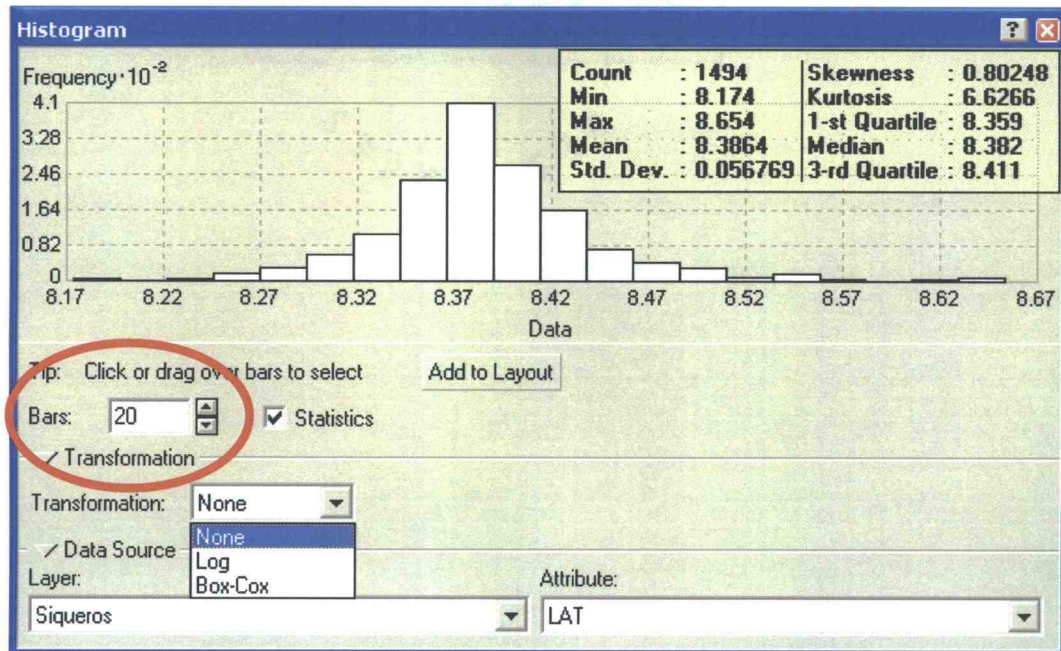 Histogram
Frequency·10⁻²
Count : 1494 Skewness : 0.80248
Min : 8.174 Kurtosis : 6.6266
Max : 8.654 1-st Quartile : 8.359
Mean : 8.3864 Median : 8.382
Std. Dev. : 0.056769 3-rd Quartile : 8.411
4.1
3.28
2.46
1.64
0.82
0
8.17 8.22 8.27 8.32 8.37 8.42 8.47 8.52 8.57 8.62 8.67
Data
Tip: Click or drag over bars to select Add to Layout
Bars: 20 Statistics
Transformation
Transformation: None
None
Log
Box-Cox
Data Source
Layer: Attribute:
Siqueros LAT